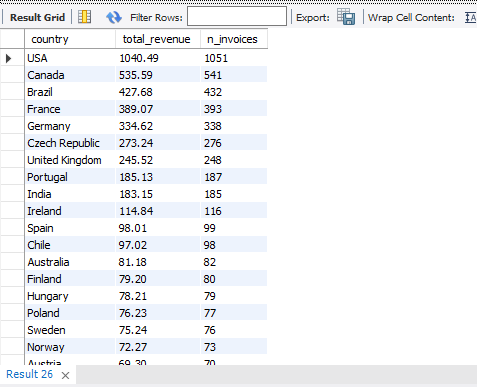 Result Grid Filter Rows: Export: Wrap Cell Content:
country total_revenue n_invoices
USA 1040.49 1051
Canada 535.59 541
Brazil 427.68 432
France 389.07 393
Germany 334.62 338
Czech Republic 273.24 276
United Kingdom 245.52 248
Portugal 185.13 187
India 183.15 185
Ireland 114.84 116
Spain 98.01 99
Chile 97.02 98
Australia 81.18 82
Finland 79.20 80
Hungary 78.21 79
Poland 76.23 77
Sweden 75.24 76
Norway 72.27 73
Austria 69.30 70
Result 26